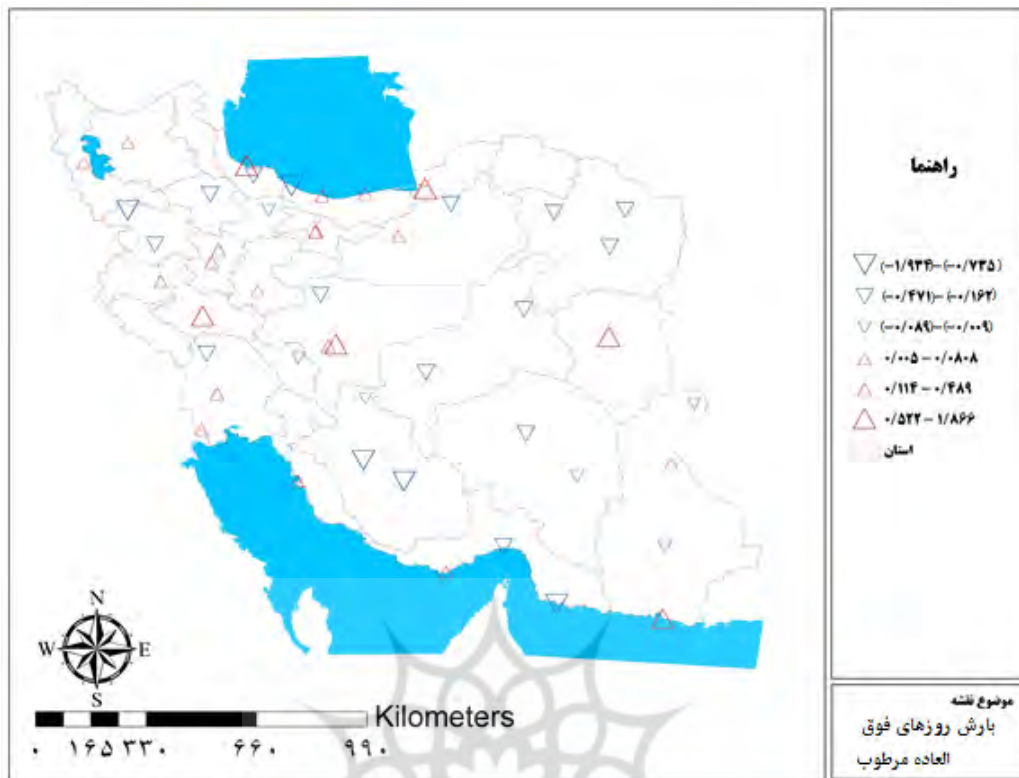 راهنما
(-۱/۹۳۴)-(-۰/۷۳۵)
(-۰/۴۷۱)-(-۰/۱۶۲)
(-۰/۰۸۹)-(-۰/۰۰۹)
۰/۰۰۵ - ۰/۰۸۰۸
۰/۱۱۴ - ۰/۴۸۹
۰/۵۲۲ - ۱/۸۶۶
استان
N
W E
S
Kilometers
۰ ۱۶۵ ۳۳۰ ۶۶۰ ۹۹۰
موضوع نقشه
بارش روزهای فوق
العاده مرطوب